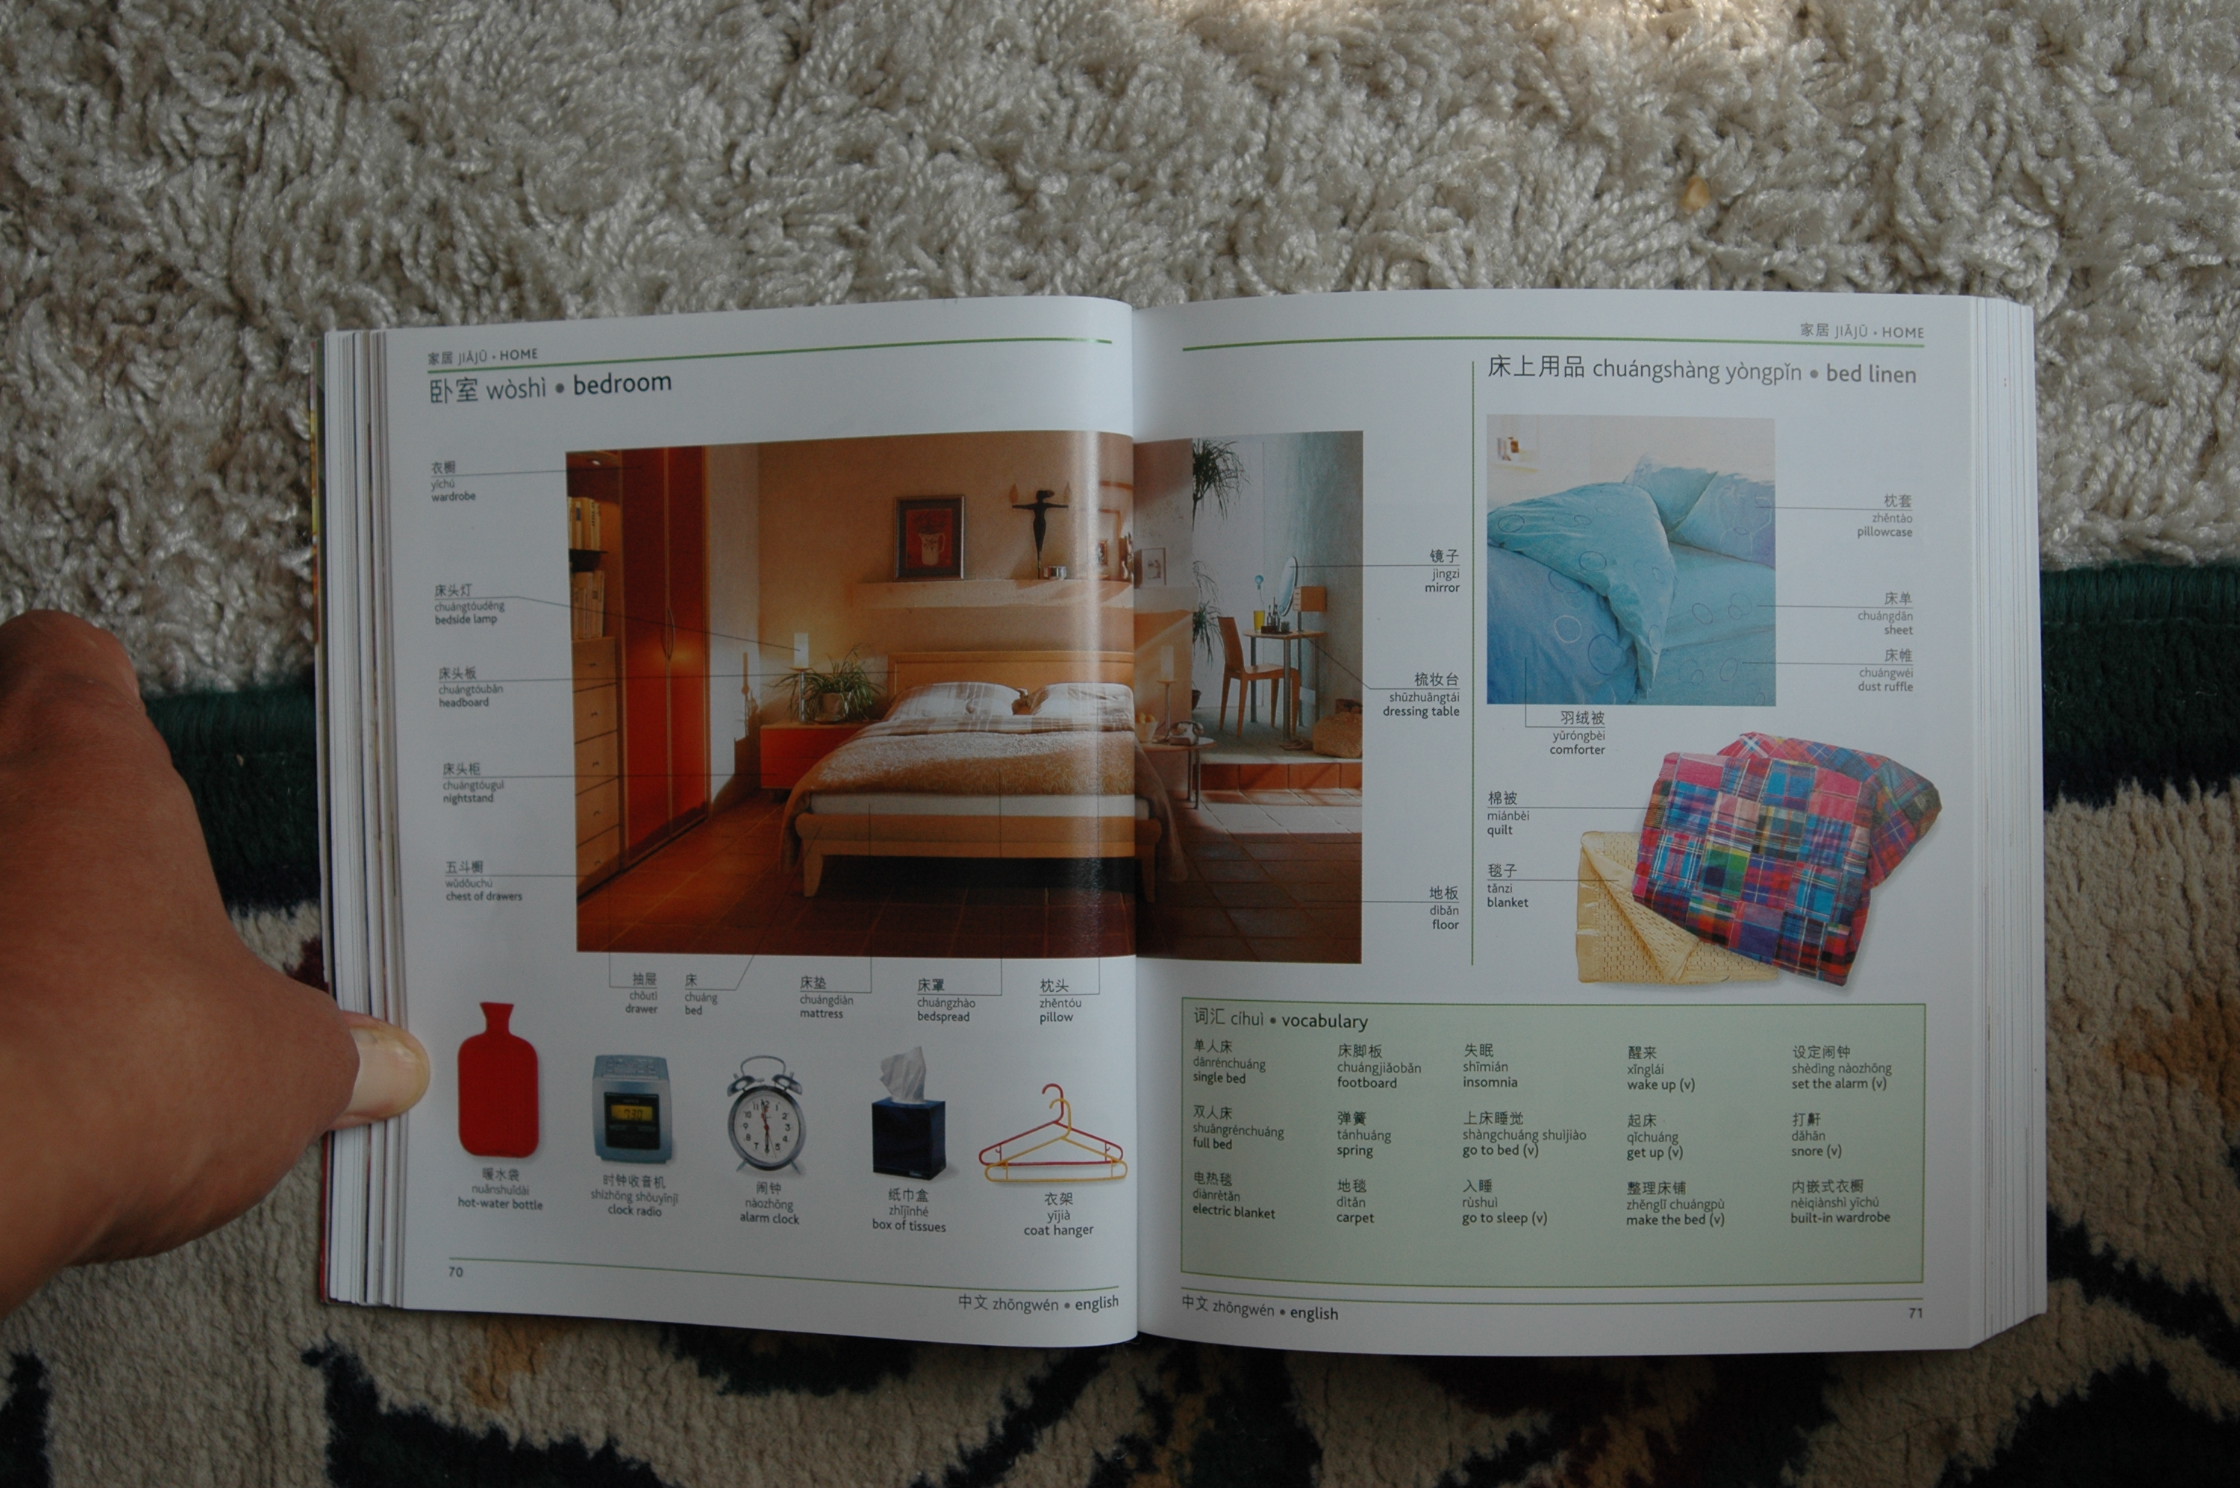 家居 JIĀJŪ • HOME
卧室 wòshì • bedroom
衣橱
yīchú
wardrobe
床头灯
chuángtóudēng
bedside lamp
床头板
chuángtóubǎn
headboard
床头柜
chuángtóuguì
nightstand
五斗橱
wǔdǒuchú
chest of drawers
抽屉
chōutì
drawer
床
chuáng
bed
床垫
chuángdiàn
mattress
床罩
chuángzhào
bedspread
枕头
zhěntóu
pillow
暖水袋
nuǎnshuǐdài
hot-water bottle
时钟收音机
shízhōng shōuyīnjī
clock radio
闹钟
nàozhōng
alarm clock
纸巾盒
zhǐjīnhé
box of tissues
衣架
yījià
coat hanger
70
中文 zhōngwén • english
家居 JIĀJŪ • HOME
镜子
jìngzi
mirror
梳妆台
shūzhuāngtái
dressing table
地板
dìbǎn
floor
床上用品 chuángshàng yòngpǐn • bed linen
枕套
zhěntào
pillowcase
床单
chuángdān
sheet
床帷
chuángwéi
dust ruffle
羽绒被
yǔróngbèi
comforter
棉被
miánbèi
quilt
毯子
tǎnzi
blanket
词汇 cíhuì • vocabulary
单人床
dānrénchuáng
single bed
双人床
shuāngrénchuáng
full bed
电热毯
diànrètǎn
electric blanket
床脚板
chuángjiǎobǎn
footboard
弹簧
tánhuáng
spring
地毯
dìtǎn
carpet
失眠
shīmián
insomnia
上床睡觉
shàngchuáng shuìjiào
go to bed (v)
入睡
rùshuì
go to sleep (v)
醒来
xǐnglái
wake up (v)
起床
qǐchuáng
get up (v)
整理床铺
zhěnglǐ chuángpù
make the bed (v)
设定闹钟
shèdìng nàozhōng
set the alarm (v)
打鼾
dǎhān
snore (v)
内嵌式衣橱
nèiqiànshì yīchú
built-in wardrobe
中文 zhōngwén • english
71